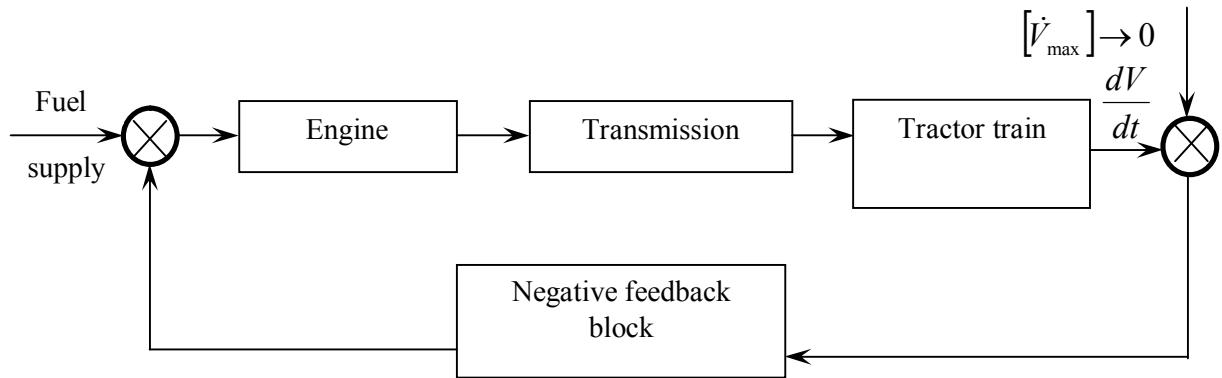 Fuel
supply
Engine
Transmission
Tractor train
[V̇max]→0
dV
dt
Negative feedback
block